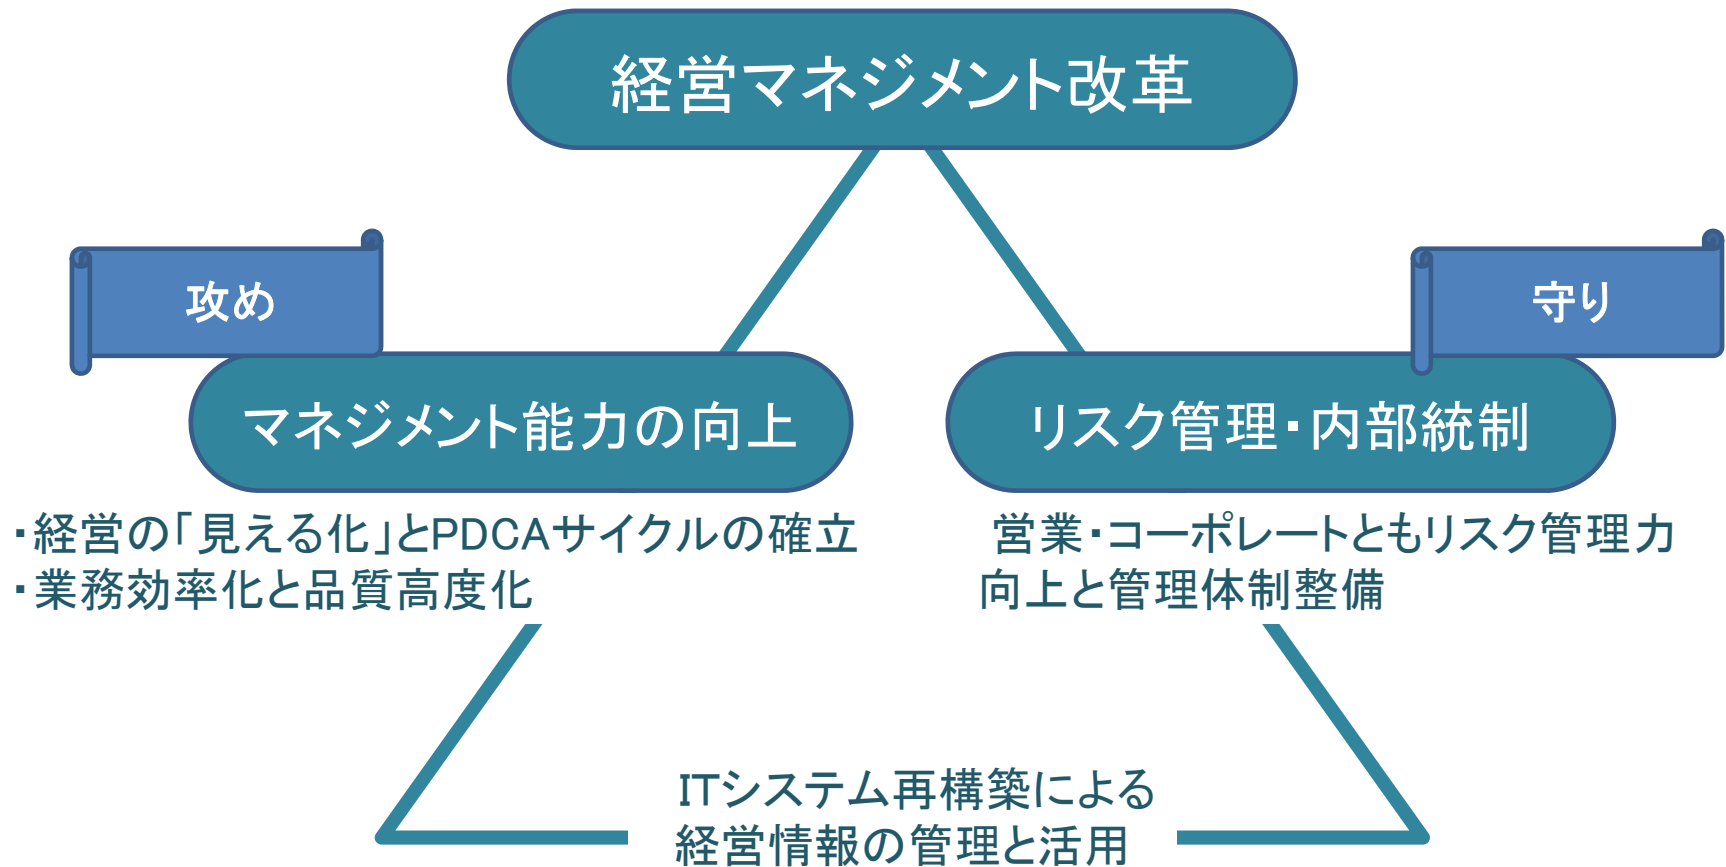 経営マネジメント改革
攻め
守り
マネジメント能力の向上
リスク管理・内部統制
・経営の「見える化」とPDCAサイクルの確立
・業務効率化と品質高度化
営業・コーポレートともリスク管理力
向上と管理体制整備
ITシステム再構築による
経営情報の管理と活用